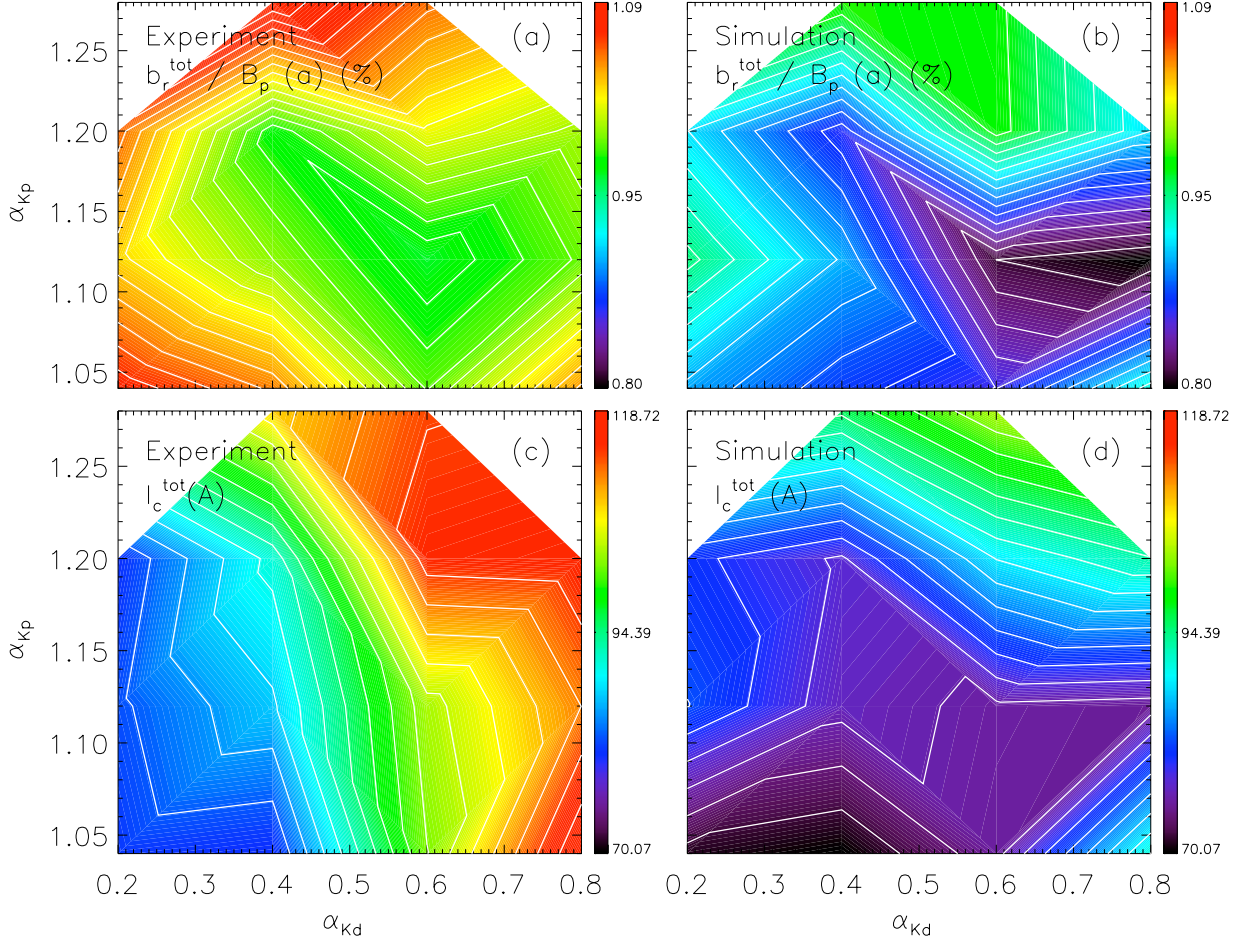 Experiment (a)
b_r^tot / B_p (a) (%)
1.25
1.20
1.15
1.10
1.05
α_Kp
1.09
0.95
0.80
Simulation (b)
b_r^tot / B_p (a) (%)
1.09
0.95
0.80
Experiment (c)
I_c^tot (A)
1.25
1.20
1.15
1.10
1.05
α_Kp
0.2 0.3 0.4 0.5 0.6 0.7 0.8
α_Kd
118.72
94.39
70.07
Simulation (d)
I_c^tot (A)
0.2 0.3 0.4 0.5 0.6 0.7 0.8
α_Kd
118.72
94.39
70.07